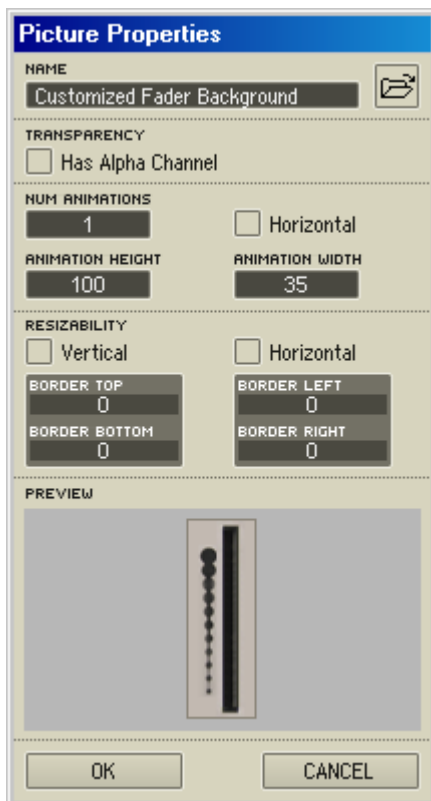 Picture Properties
NAME
Customized Fader Background
TRANSPARENCY
Has Alpha Channel
NUM ANIMATIONS
1
Horizontal
ANIMATION HEIGHT
ANIMATION WIDTH
100
35
RESIZABILITY
Vertical
Horizontal
BORDER TOP
0
BORDER LEFT
0
BORDER BOTTOM
0
BORDER RIGHT
0
PREVIEW
OK
CANCEL